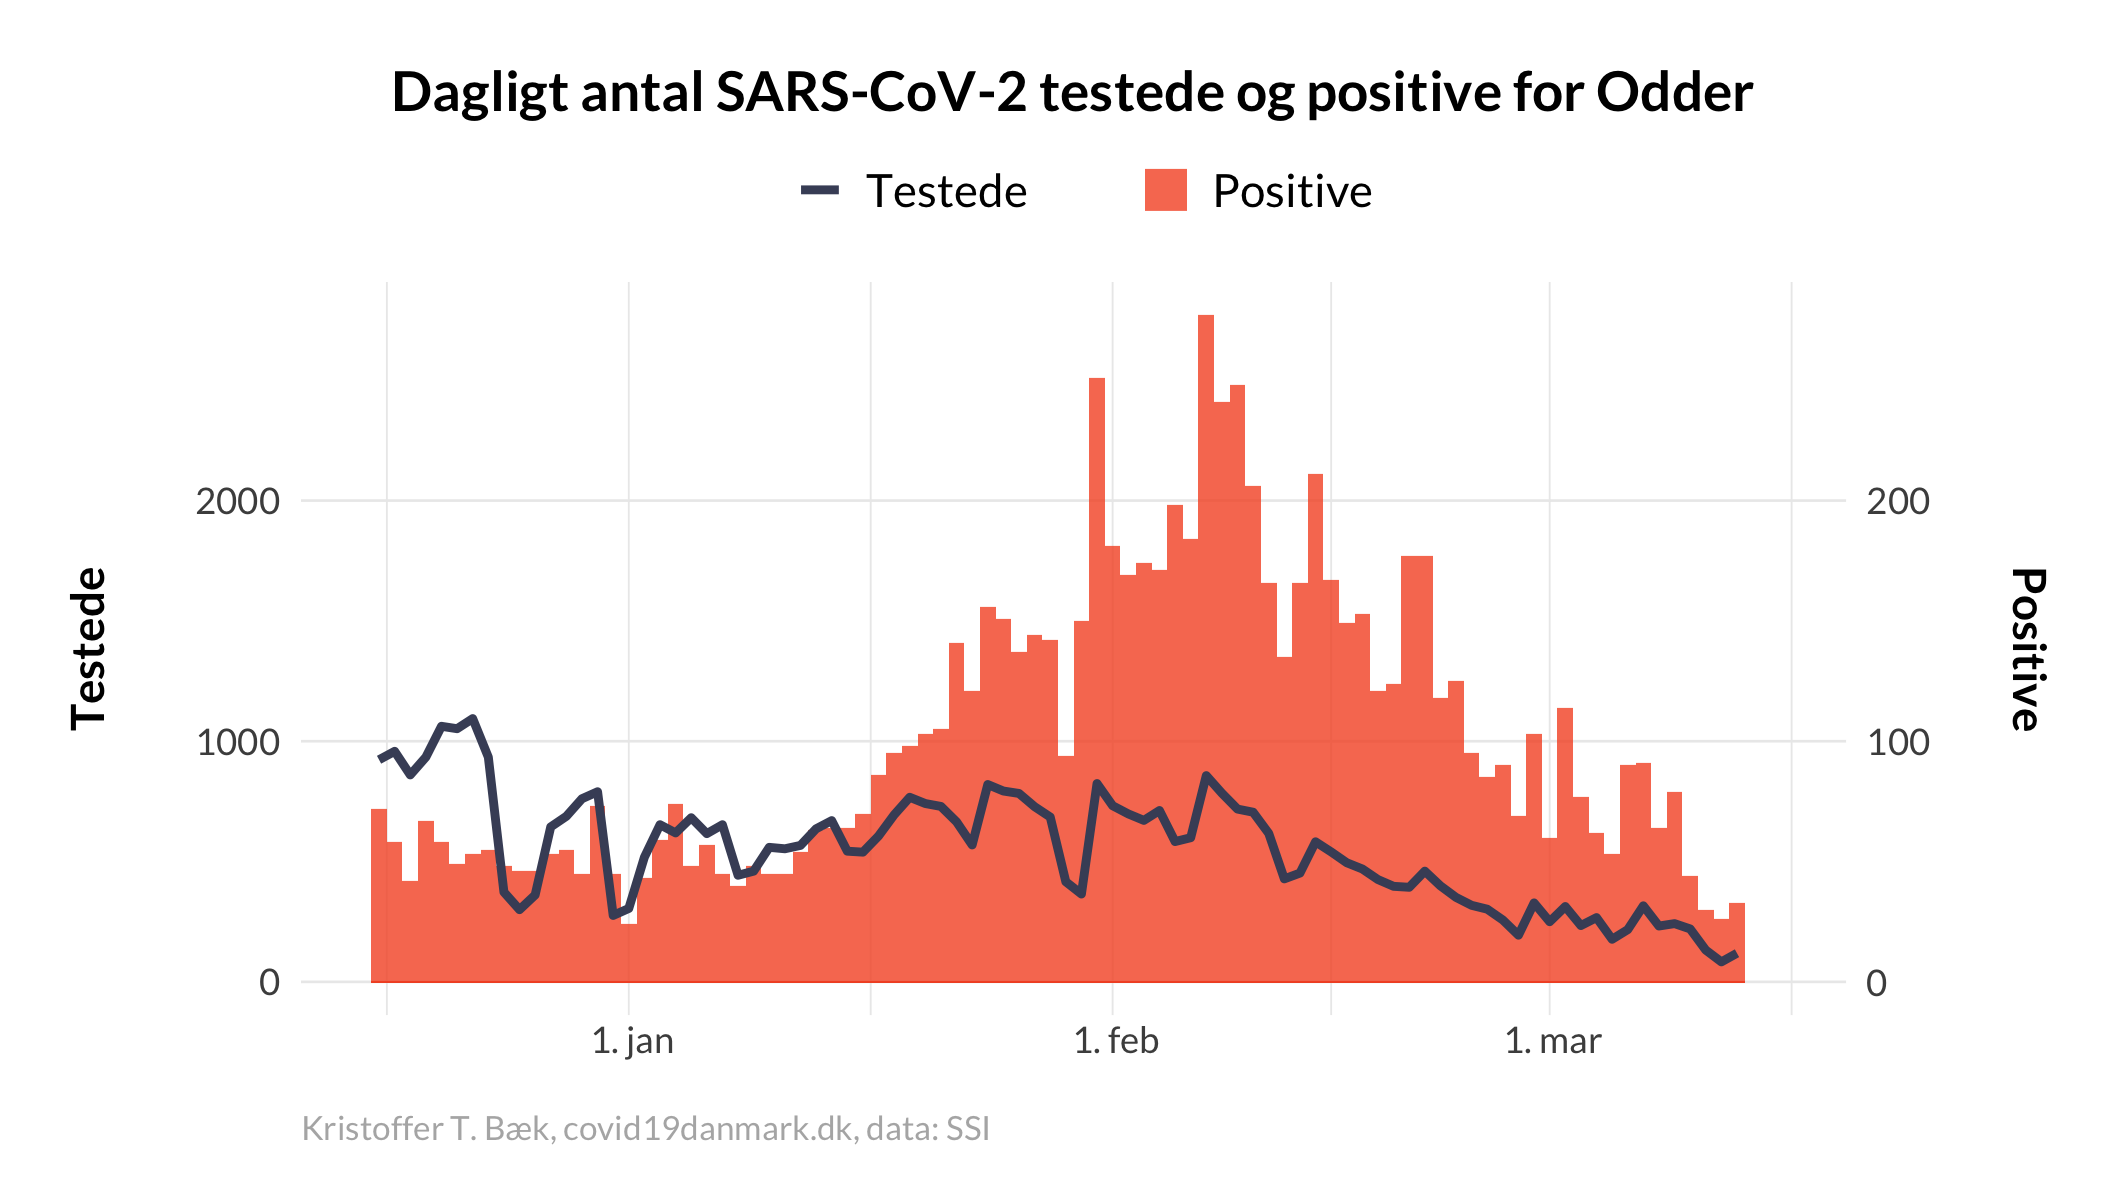 Dagligt antal SARS-CoV-2 testede og positive for Odder
Testede
Positive
2000
1000
0
Testede
200
100
0
Positive
1. jan
1. feb
1. mar
Kristoffer T. Bæk, covid19danmark.dk, data: SSI